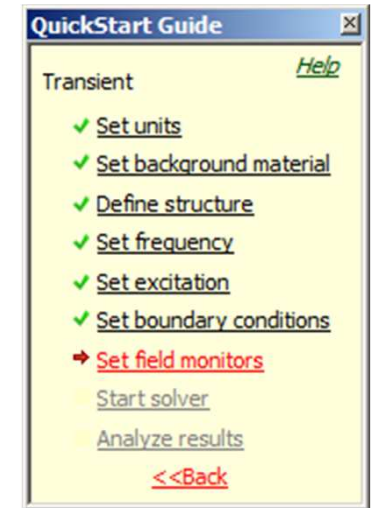 QuickStart Guide
Help
Transient
Set units
Set background material
Define structure
Set frequency
Set excitation
Set boundary conditions
Set field monitors
Start solver
Analyze results
<<Back